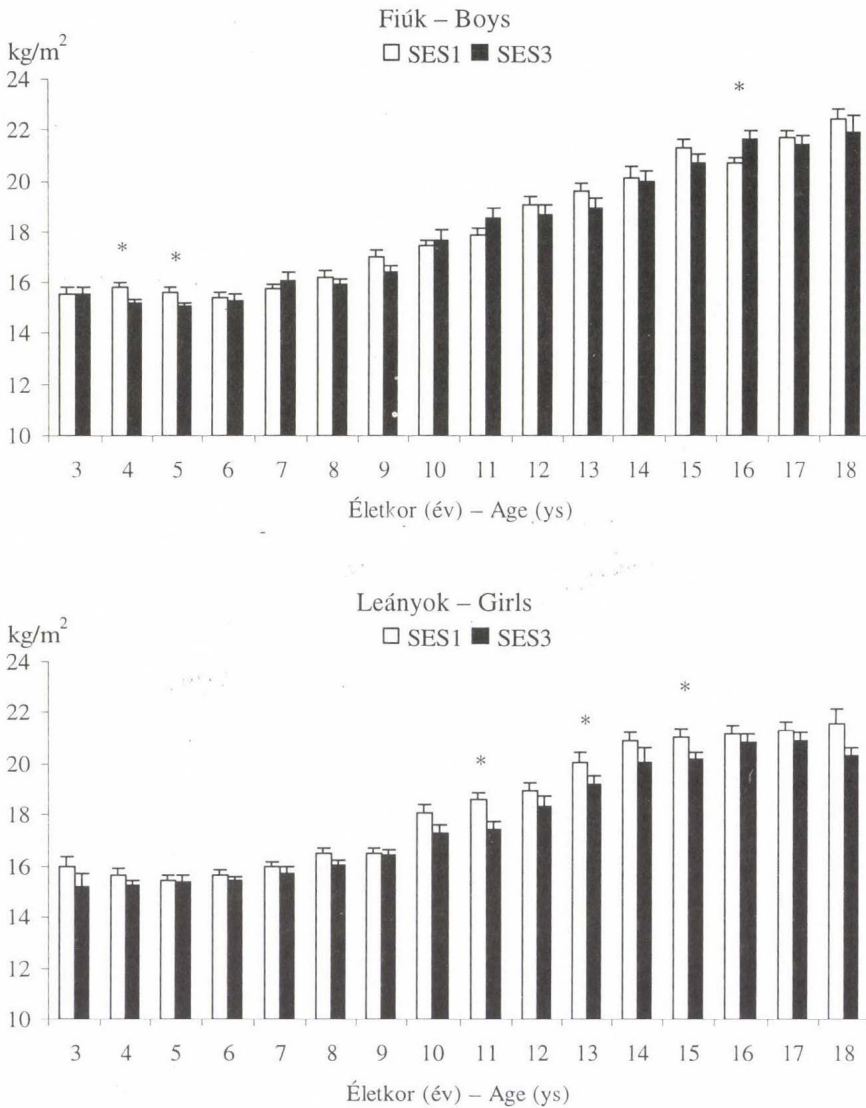 Fiúk – Boys
kg/m²
SES1 SES3
24
22
20
18
16
14
12
10
* * *
3 4 5 6 7 8 9 10 11 12 13 14 15 16 17 18
Életkor (év) – Age (ys)
Leányok – Girls
kg/m²
SES1 SES3
24
22
20
18
16
14
12
10
* * *
3 4 5 6 7 8 9 10 11 12 13 14 15 16 17 18
Életkor (év) – Age (ys)